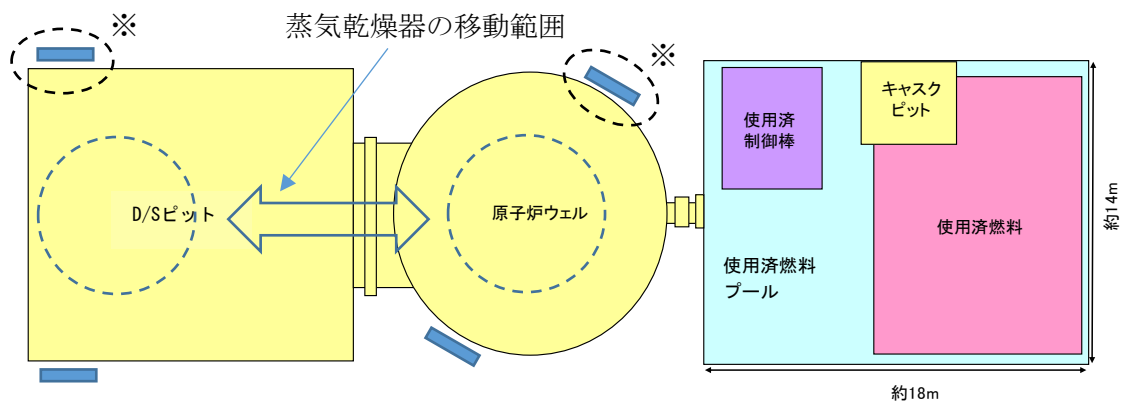 ※
蒸気乾燥器の移動範囲
※
使用済
制御棒
キャスク
ピット
D/Sピット
原子炉ウェル
使用済燃料
使用済燃料
プール
約14m
約18m